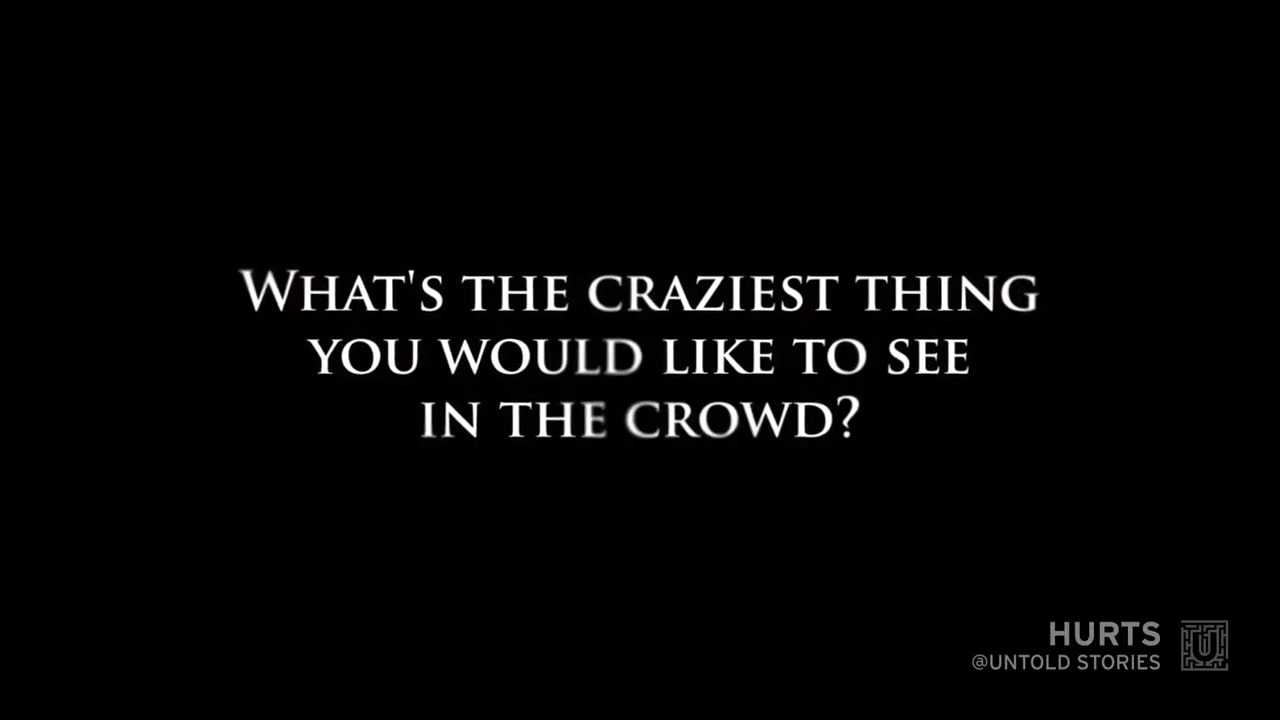 WHAT'S THE CRAZIEST THING
YOU WOULD LIKE TO SEE
IN THE CROWD?
HURTS
@UNTOLD STORIES